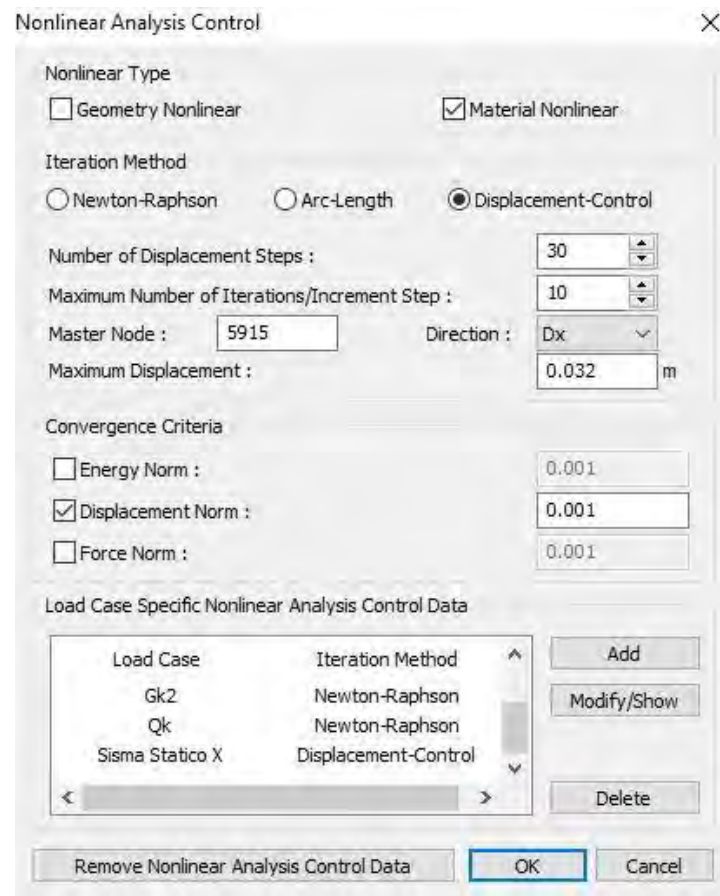 Nonlinear Analysis Control
Nonlinear Type
Geometry Nonlinear Material Nonlinear
Iteration Method
Newton-Raphson Arc-Length Displacement-Control
Number of Displacement Steps : 30
Maximum Number of Iterations/Increment Step : 10
Master Node : 5915 Direction : Dx
Maximum Displacement : 0.032 m
Convergence Criteria
Energy Norm : 0.001
Displacement Norm : 0.001
Force Norm : 0.001
Load Case Specific Nonlinear Analysis Control Data
Load Case Iteration Method Add
Gk2 Newton-Raphson Modify/Show
Qk Newton-Raphson
Sisma Statico X Displacement-Control
Delete
Remove Nonlinear Analysis Control Data OK Cancel